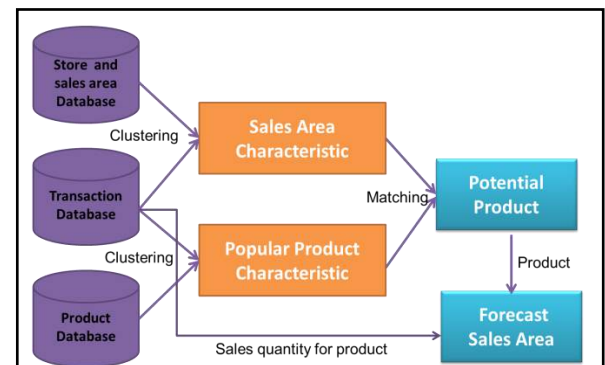 Store and
sales area
Database
Clustering
Sales Area
Characteristic
Transaction
Database
Matching
Potential
Product
Clustering
Popular Product
Characteristic
Product
Product
Database
Forecast
Sales Area
Sales quantity for product